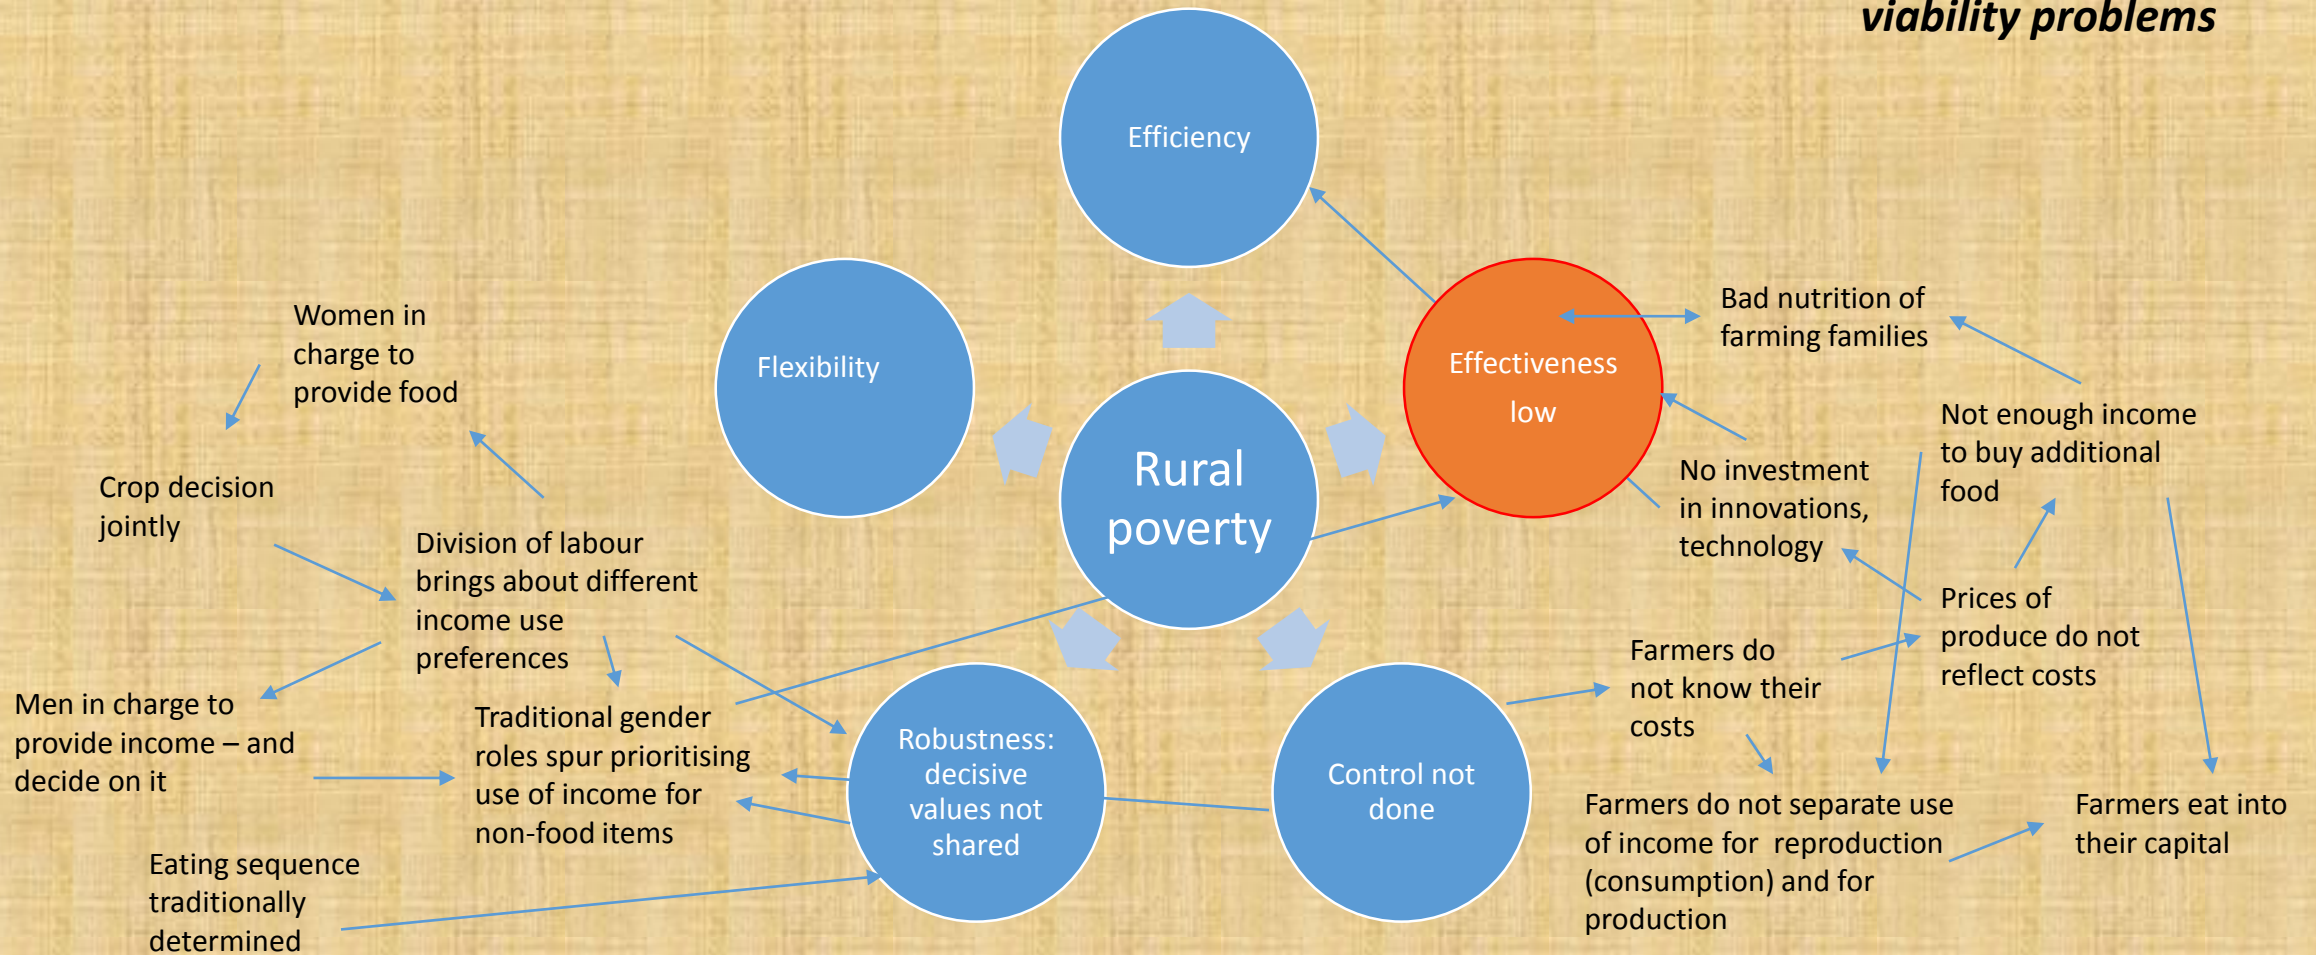 viability problems
Efficiency
Flexibility
Effectiveness
low
Rural
poverty
Robustness:
decisive
values not
shared
Control not
done
Women in
charge to
provide food
Crop decision
jointly
Division of labour
brings about different
income use
preferences
Men in charge to
provide income – and
decide on it
Traditional gender
roles spur prioritising
use of income for
non-food items
Eating sequence
traditionally
determined
Bad nutrition of
farming families
Not enough income
to buy additional
food
No investment
in innovations,
technology
Prices of
produce do not
reflect costs
Farmers do
not know their
costs
Farmers do not separate use
of income for reproduction
(consumption) and for
production
Farmers eat into
their capital